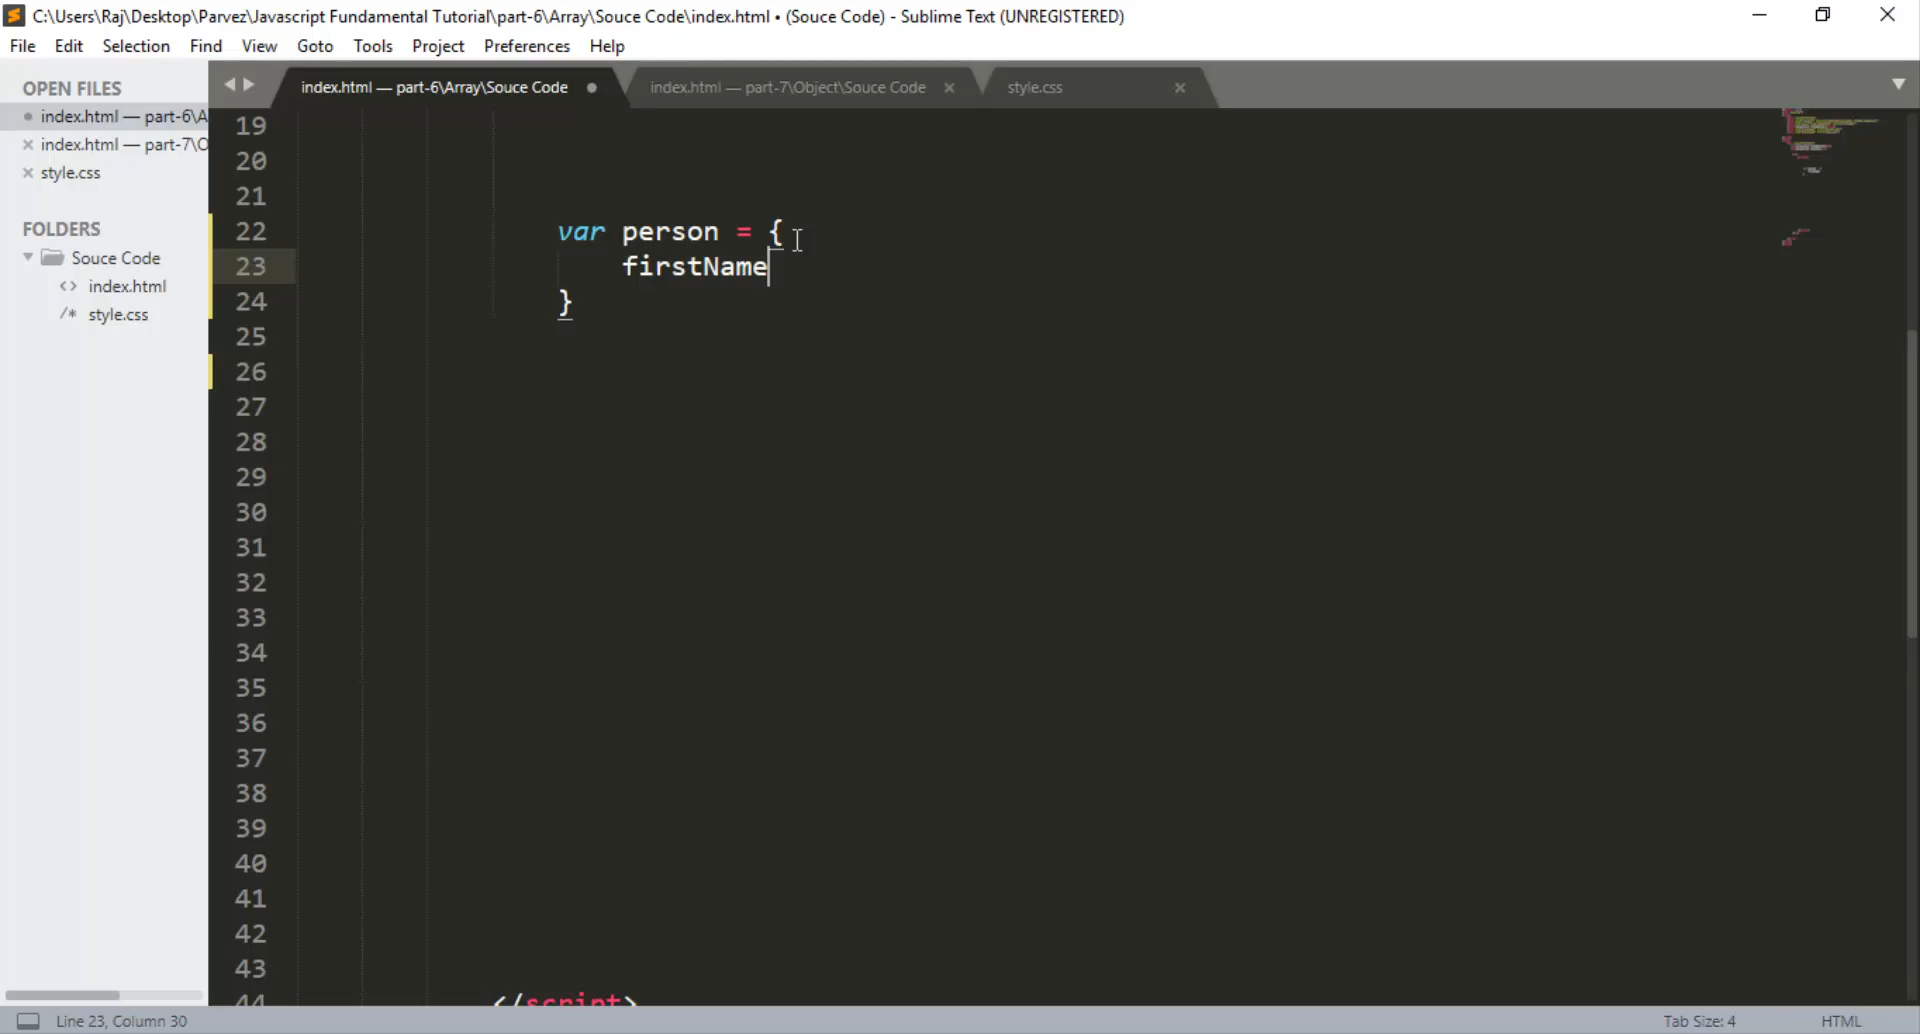 C:\Users\Raj\Desktop\Parvez\Javascript Fundamental Tutorial\part-6\Array\Souce Code\index.html • (Souce Code) - Sublime Text (UNREGISTERED)
File Edit Selection Find View Goto Tools Project Preferences Help
OPEN FILES
index.html — part-6\A
index.html — part-7\O
style.css
FOLDERS
Souce Code
<> index.html
/* style.css
index.html — part-6\Array\Souce Code
index.html — part-7\Object\Souce Code
style.css
19
20
21
22 var person = {
23 firstName
24 }
25
26
27
28
29
30
31
32
33
34
35
36
37
38
39
40
41
42
43
44 </script>
Line 23, Column 30
Tab Size: 4
HTML